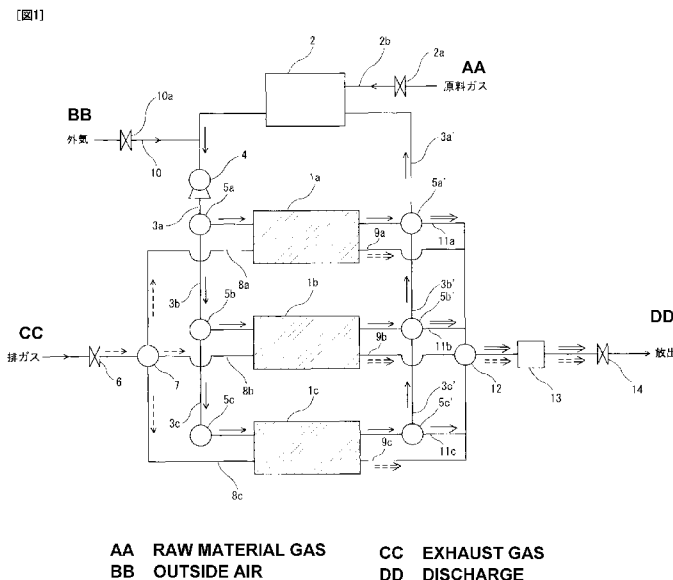 [図1]
2
2b
2a
AA
原料ガス
BB
10a
外気
10
4
3a'
3a
5a
1a
5a'
9a
11a
8a
3b
5b
1b
3b'
5b'
CC
DD
排ガス
9b
11b
放出
6
7
8b
12
13
14
3c
5c
1c
3c'
5c'
9c
11c
8c
AA RAW MATERIAL GAS
BB OUTSIDE AIR
CC EXHAUST GAS
DD DISCHARGE